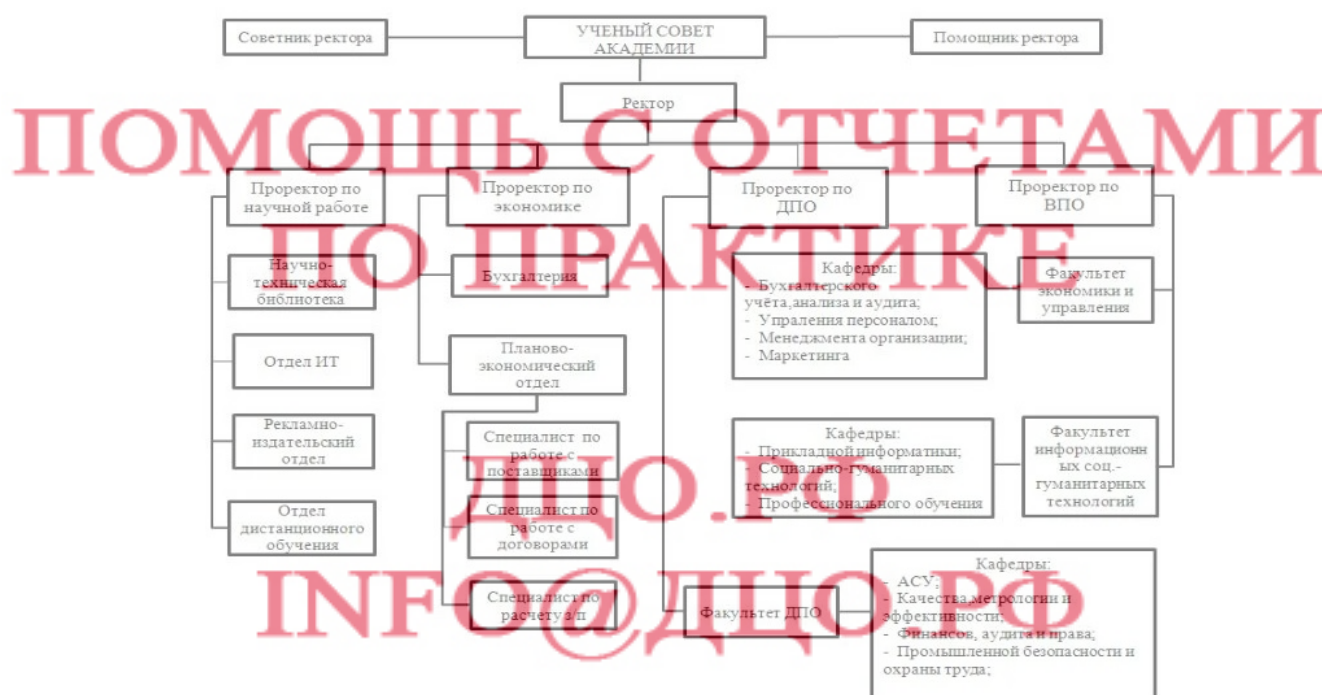 Советник ректора
УЧЕНЫЙ СОВЕТ
АКАДЕМИИ
Помощник ректора
Ректор
ПОМОЩЬ С ОТЧЕТАМИ
Проректор по
научной работе
Проректор по
экономике
Проректор по
ДПО
Проректор по
ВПО
ПО ПРАКТИКЕ
Научно-
техническая
библиотека
Бухгалтерия
Кафедры:
- Бухгалтерского
учёта,анализа и аудита;
- Упраления персоналом;
- Менеджмента организации;
- Маркетинга
Факультет
экономики и
управления
Отдел ИТ
Планово-
экономический
отдел
Рекламно-
издательский
отдел
Специалист по
работе с
поставщиками
Кафедры:
- Прикладной информатики;
- Социально-гуманитарных
технологий;
- Профессионального обучения
Факультет
информационн
ых соц.-
гуманитарных
технологий
ДЦО.РФ
Отдел
дистанционного
обучения
Специалист по
работе с
договорами
INFO@ДЦО.РФ
Специалист по
расчету з/п
Факультет ДПО
Кафедры:
- АСУ;
- Качества,метрологии и
эффективности;
- Финансов, аудита и права;
- Промышленной безопасности и
охраны труда;